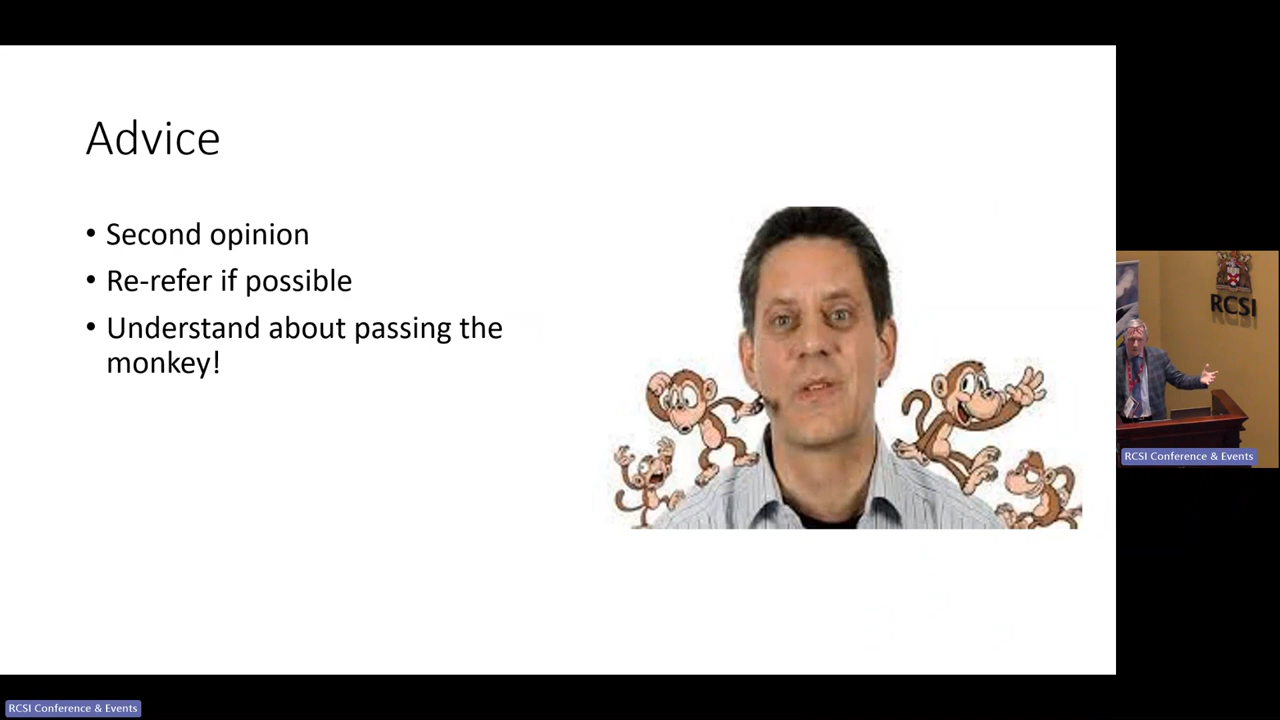 Advice
• Second opinion
• Re-refer if possible
• Understand about passing the
monkey!
RCSI
RCSI Conference & Events
RCSI Conference & Events